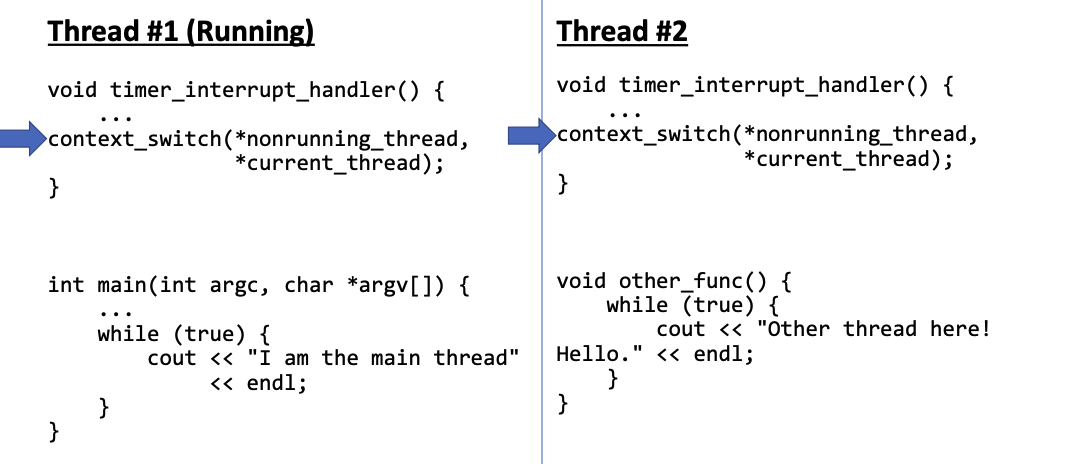 Thread #1 (Running)
void timer_interrupt_handler() {
    ...
context_switch(*nonrunning_thread,
               *current_thread);
}
int main(int argc, char *argv[]) {
    ...
    while (true) {
        cout << "I am the main thread"
             << endl;
    }
}
Thread #2
void timer_interrupt_handler() {
    ...
context_switch(*nonrunning_thread,
               *current_thread);
}
void other_func() {
    while (true) {
        cout << "Other thread here!
Hello." << endl;
    }
}